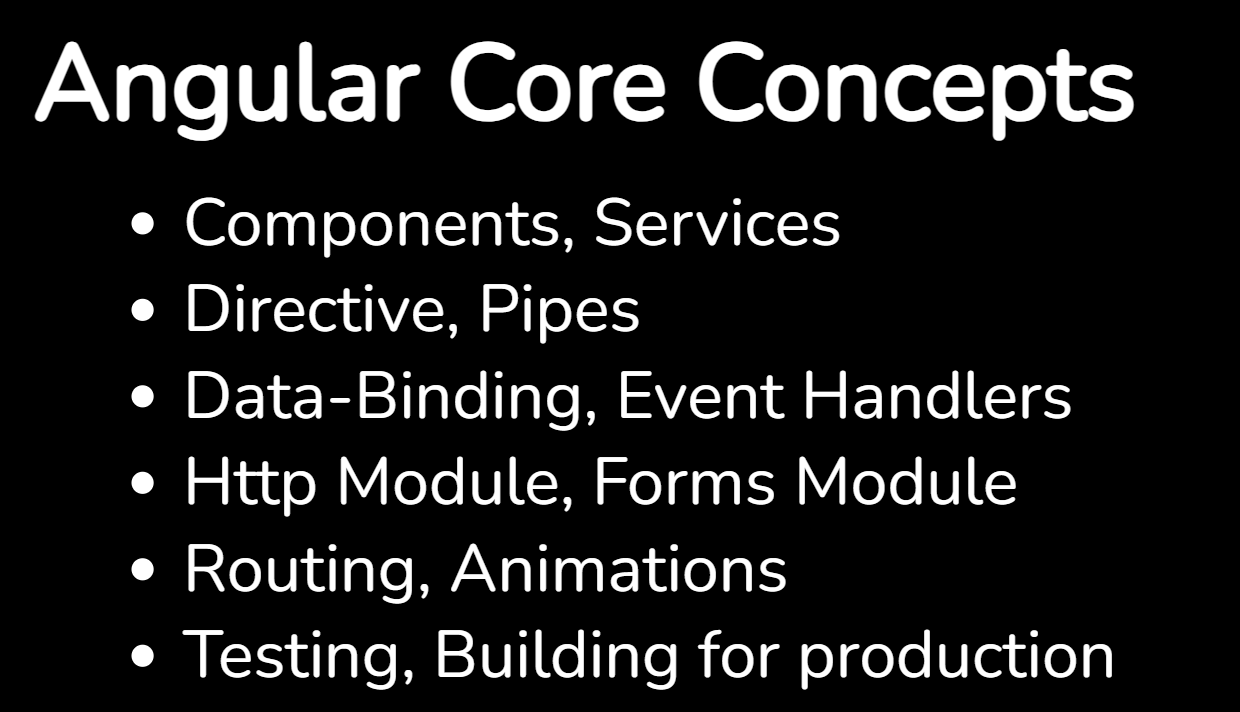 Angular Core Concepts
• Components, Services
• Directive, Pipes
• Data-Binding, Event Handlers
• Http Module, Forms Module
• Routing, Animations
• Testing, Building for production